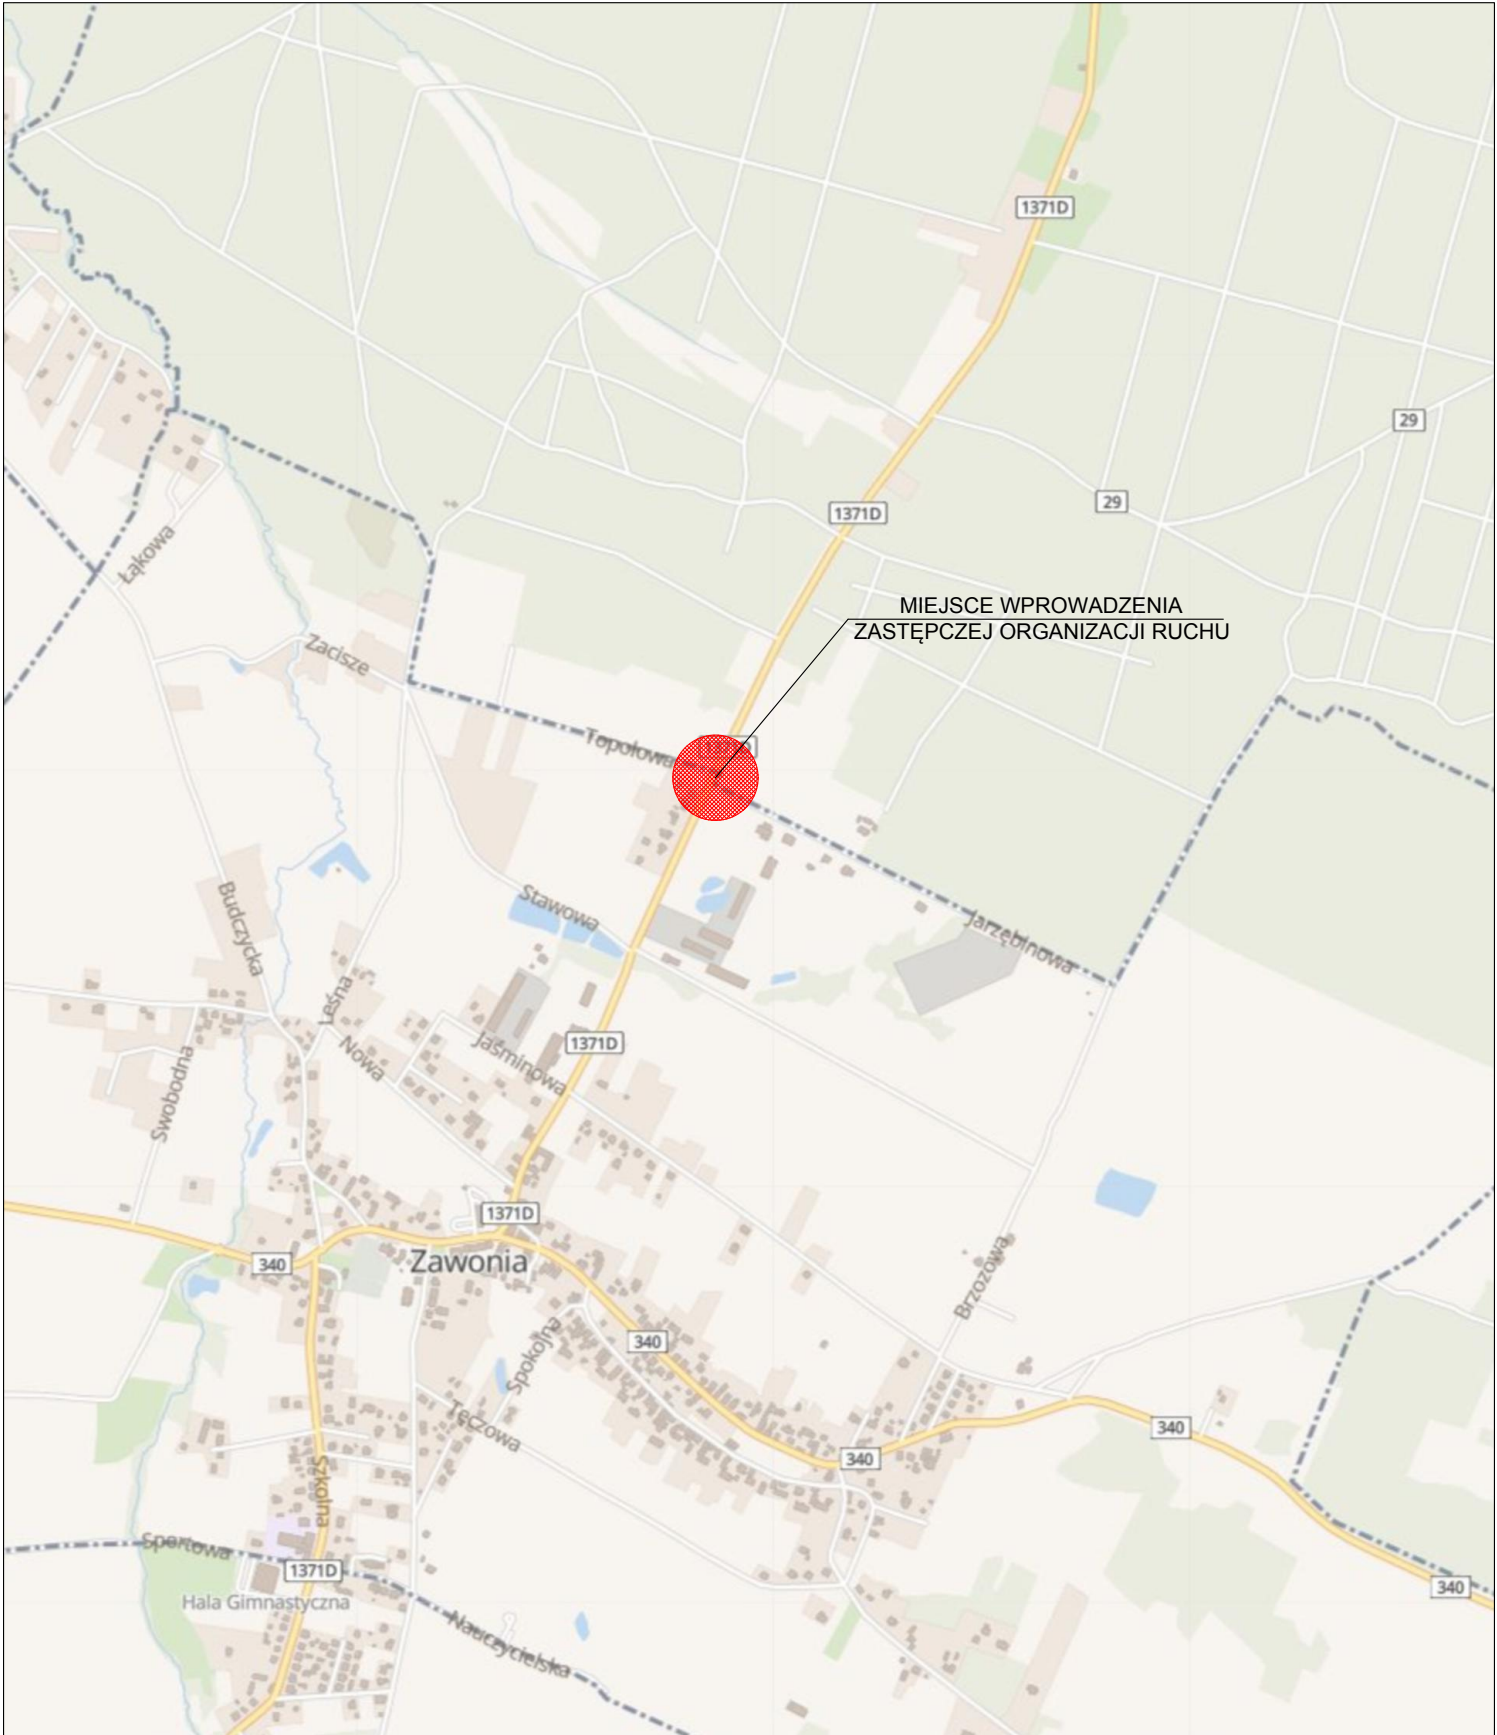 1371D
29
29
1371D
Łąkowa
MIEJSCE WPROWADZENIA
ZASTĘPCZEJ ORGANIZACJI RUCHU
Zacisze
Topolowa
1371D
Budczycka
Stawowa
Jarzębinowa
Leśna
Nowa
Jaśminowa
1371D
Swobodna
1371D
340
Zawonia
Brzozowa
340
Spokojna
Tęczowa
340
340
Szkolna
Sportowa
1371D
340
Hala Gimnastyczna
Nauczycielska